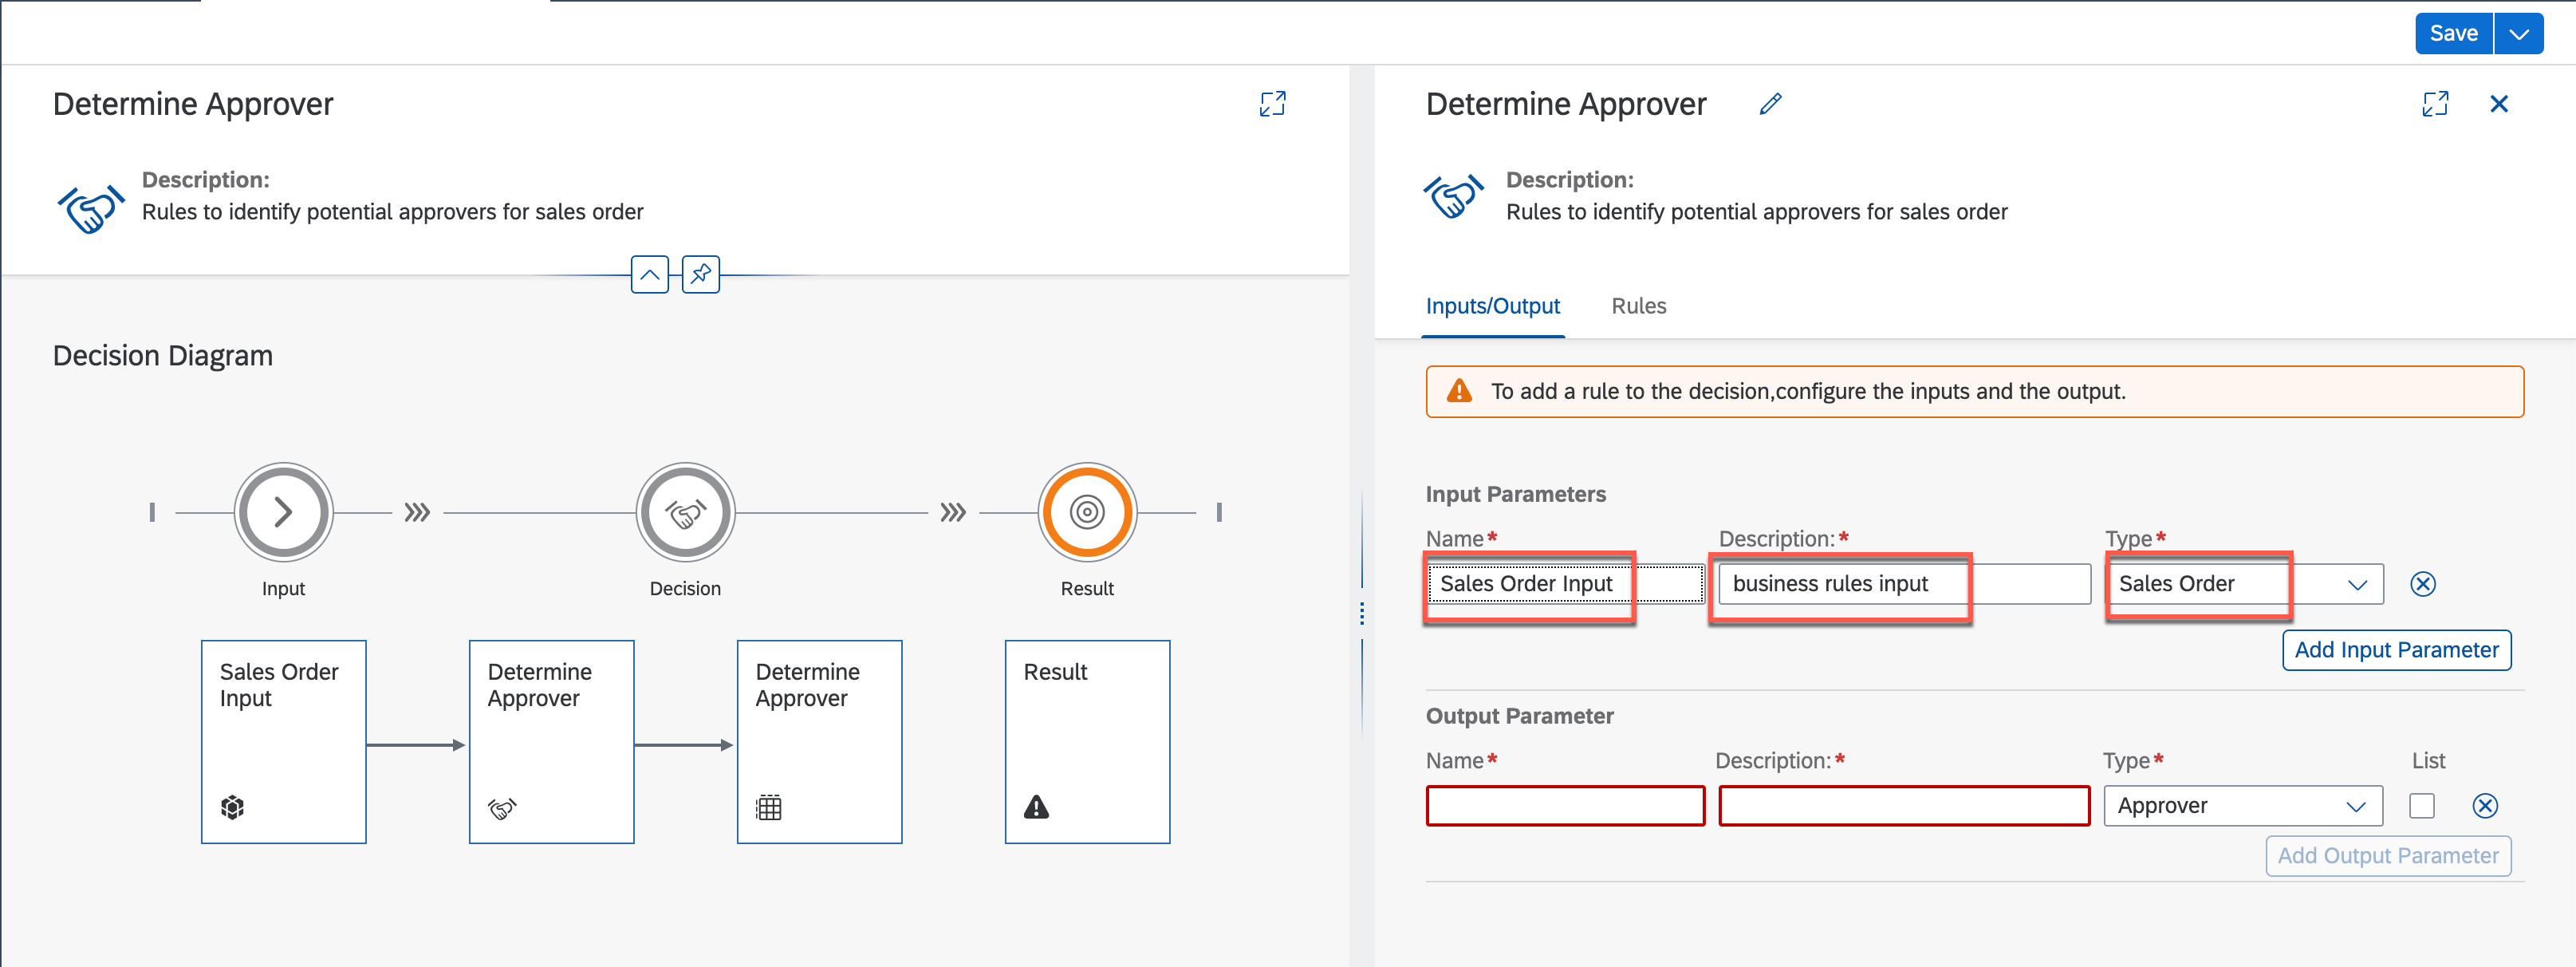 Save
Determine Approver
Description:
Rules to identify potential approvers for sales order
Decision Diagram
Input
Decision
Result
Sales Order
Input
Determine
Approver
Determine
Approver
Result
Determine Approver
Description:
Rules to identify potential approvers for sales order
Inputs/Output Rules
To add a rule to the decision,configure the inputs and the output.
Input Parameters
Name* Description:* Type*
Sales Order Input business rules input Sales Order
Add Input Parameter
Output Parameter
Name* Description:* Type* List
Approver
Add Output Parameter